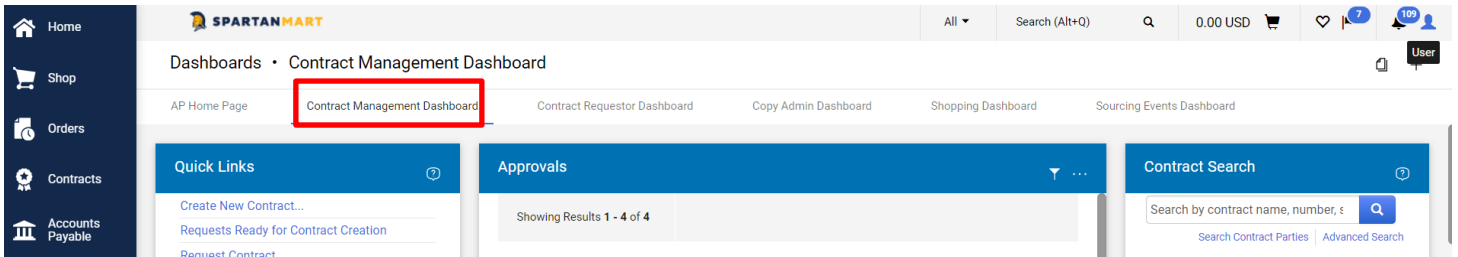 Home
SPARTANMART
All
Search (Alt+Q)
0.00 USD
7
109
User
Dashboards • Contract Management Dashboard
Shop
AP Home Page
Contract Management Dashboard
Contract Requestor Dashboard
Copy Admin Dashboard
Shopping Dashboard
Sourcing Events Dashboard
Orders
Contracts
Accounts
Payable
Quick Links
Create New Contract...
Requests Ready for Contract Creation
Request Contract
Approvals
Showing Results 1 - 4 of 4
Contract Search
Search by contract name, number, s
Search Contract Parties
Advanced Search